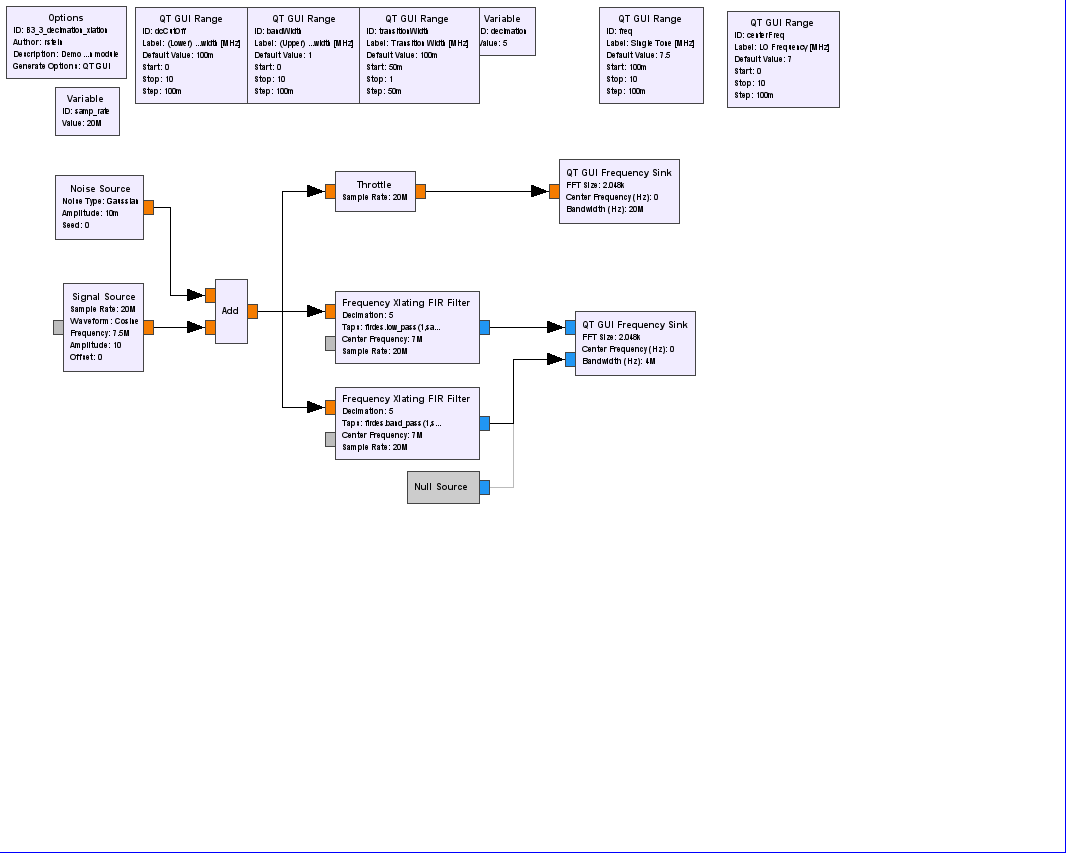 Options
ID: B3_3_decimation_xlation
Author: rstein
Description: Demo ...n module
Generate Options: QT GUI
QT GUI Range
ID: dcCutOff
Label: (Lower) ...width [MHz]
Default Value: 100m
Start: 0
Stop: 10
Step: 100m
QT GUI Range
ID: bandWidth
Label: (Upper) ...width [MHz]
Default Value: 1
Start: 0
Stop: 10
Step: 100m
QT GUI Range
ID: transitionWidth
Label: Transition Width [MHz]
Default Value: 100m
Start: 50m
Stop: 1
Step: 50m
Variable
ID: decimation
Value: 5
QT GUI Range
ID: freq
Label: Single Tone [MHz]
Default Value: 7.5
Start: 100m
Stop: 10
Step: 100m
QT GUI Range
ID: centerFreq
Label: LO Frequency [MHz]
Default Value: 7
Start: 0
Stop: 10
Step: 100m
Variable
ID: samp_rate
Value: 20M
Noise Source
Noise Type: Gaussian
Amplitude: 10m
Seed: 0
Throttle
Sample Rate: 20M
QT GUI Frequency Sink
FFT Size: 2.048k
Center Frequency (Hz): 0
Bandwidth (Hz): 20M
Signal Source
Sample Rate: 20M
Waveform: Cosine
Frequency: 7.5M
Amplitude: 10
Offset: 0
Add
Frequency Xlating FIR Filter
Decimation: 5
Taps: firdes.low_pass(1,sa...
Center Frequency: 7M
Sample Rate: 20M
QT GUI Frequency Sink
FFT Size: 2.048k
Center Frequency (Hz): 0
Bandwidth (Hz): 4M
Frequency Xlating FIR Filter
Decimation: 5
Taps: firdes.band_pass(1,s...
Center Frequency: 7M
Sample Rate: 20M
Null Source